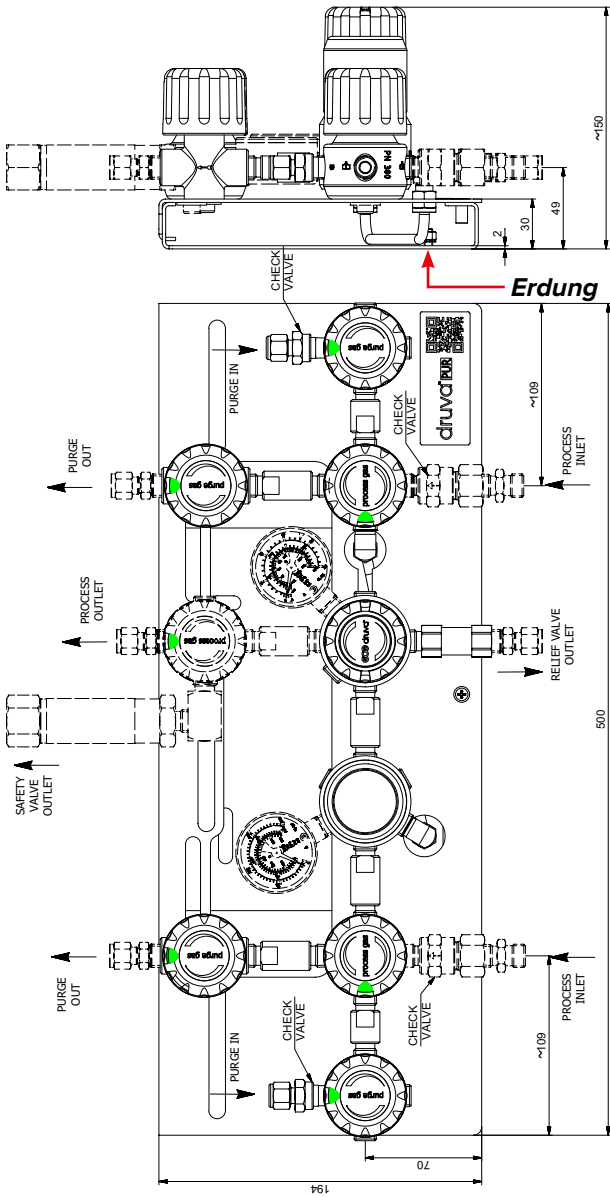 ~150
49
30
2
PN 300
Erdung
CHECK
VALVE
PURGE IN
purge gas
druva PUR
~109
PURGE
OUT
purge gas
process gas
CHECK
VALVE
PROCESS
INLET
PROCESS
OUTLET
process gas
RELIEF VALVE
OUTLET
500
SAFETY
VALVE
OUTLET
PURGE
OUT
purge gas
process gas
CHECK
VALVE
PROCESS
INLET
~109
PURGE IN
CHECK
VALVE
purge gas
70
194